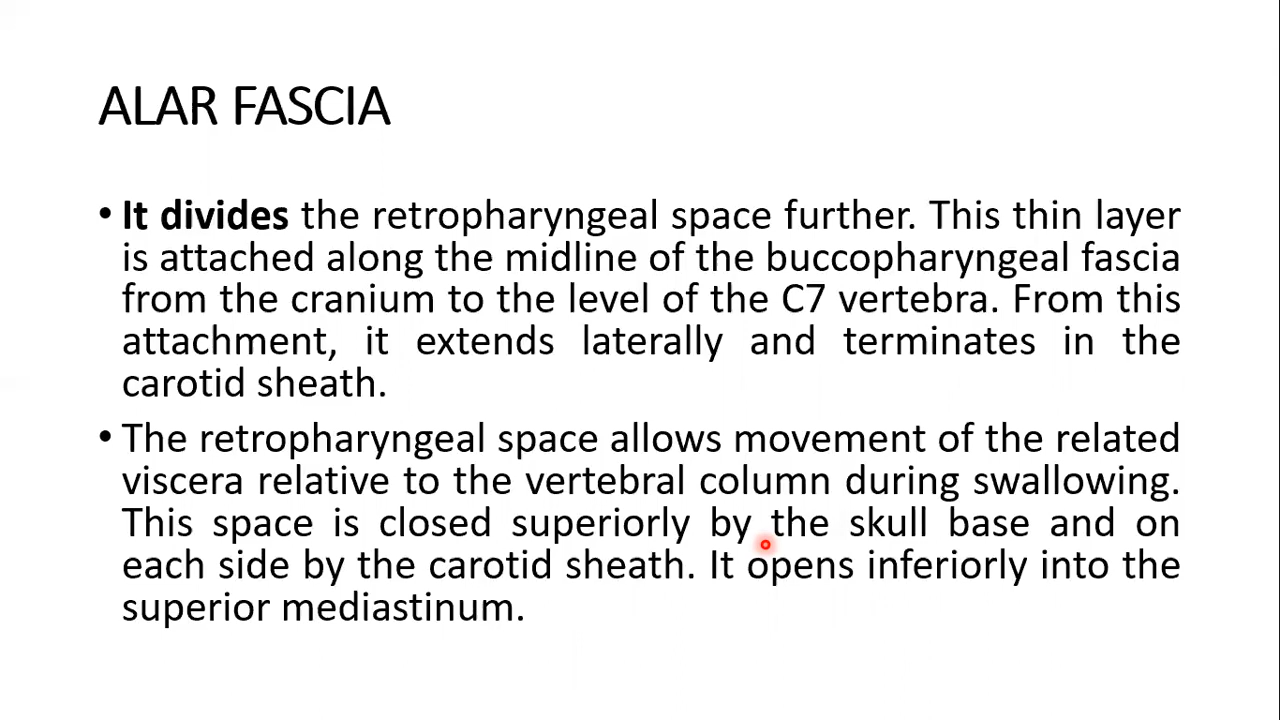 ALAR FASCIA
• It divides the retropharyngeal space further. This thin layer
is attached along the midline of the buccopharyngeal fascia
from the cranium to the level of the C7 vertebra. From this
attachment, it extends laterally and terminates in the
carotid sheath.
• The retropharyngeal space allows movement of the related
viscera relative to the vertebral column during swallowing.
This space is closed superiorly by the skull base and on
each side by the carotid sheath. It opens inferiorly into the
superior mediastinum.